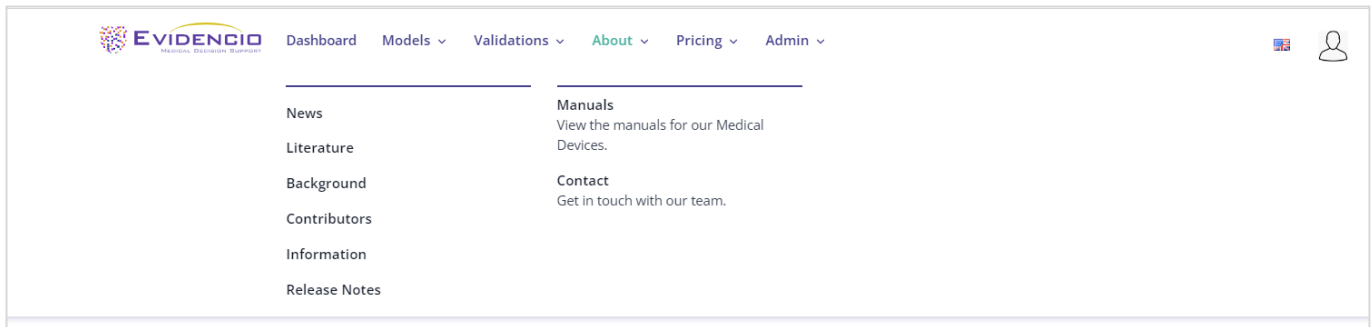 EVIDENCIO
MEDICAL DECISION SUPPORT
Dashboard Models Validations About Pricing Admin
News
Literature
Background
Contributors
Information
Release Notes
Manuals
View the manuals for our Medical
Devices.
Contact
Get in touch with our team.